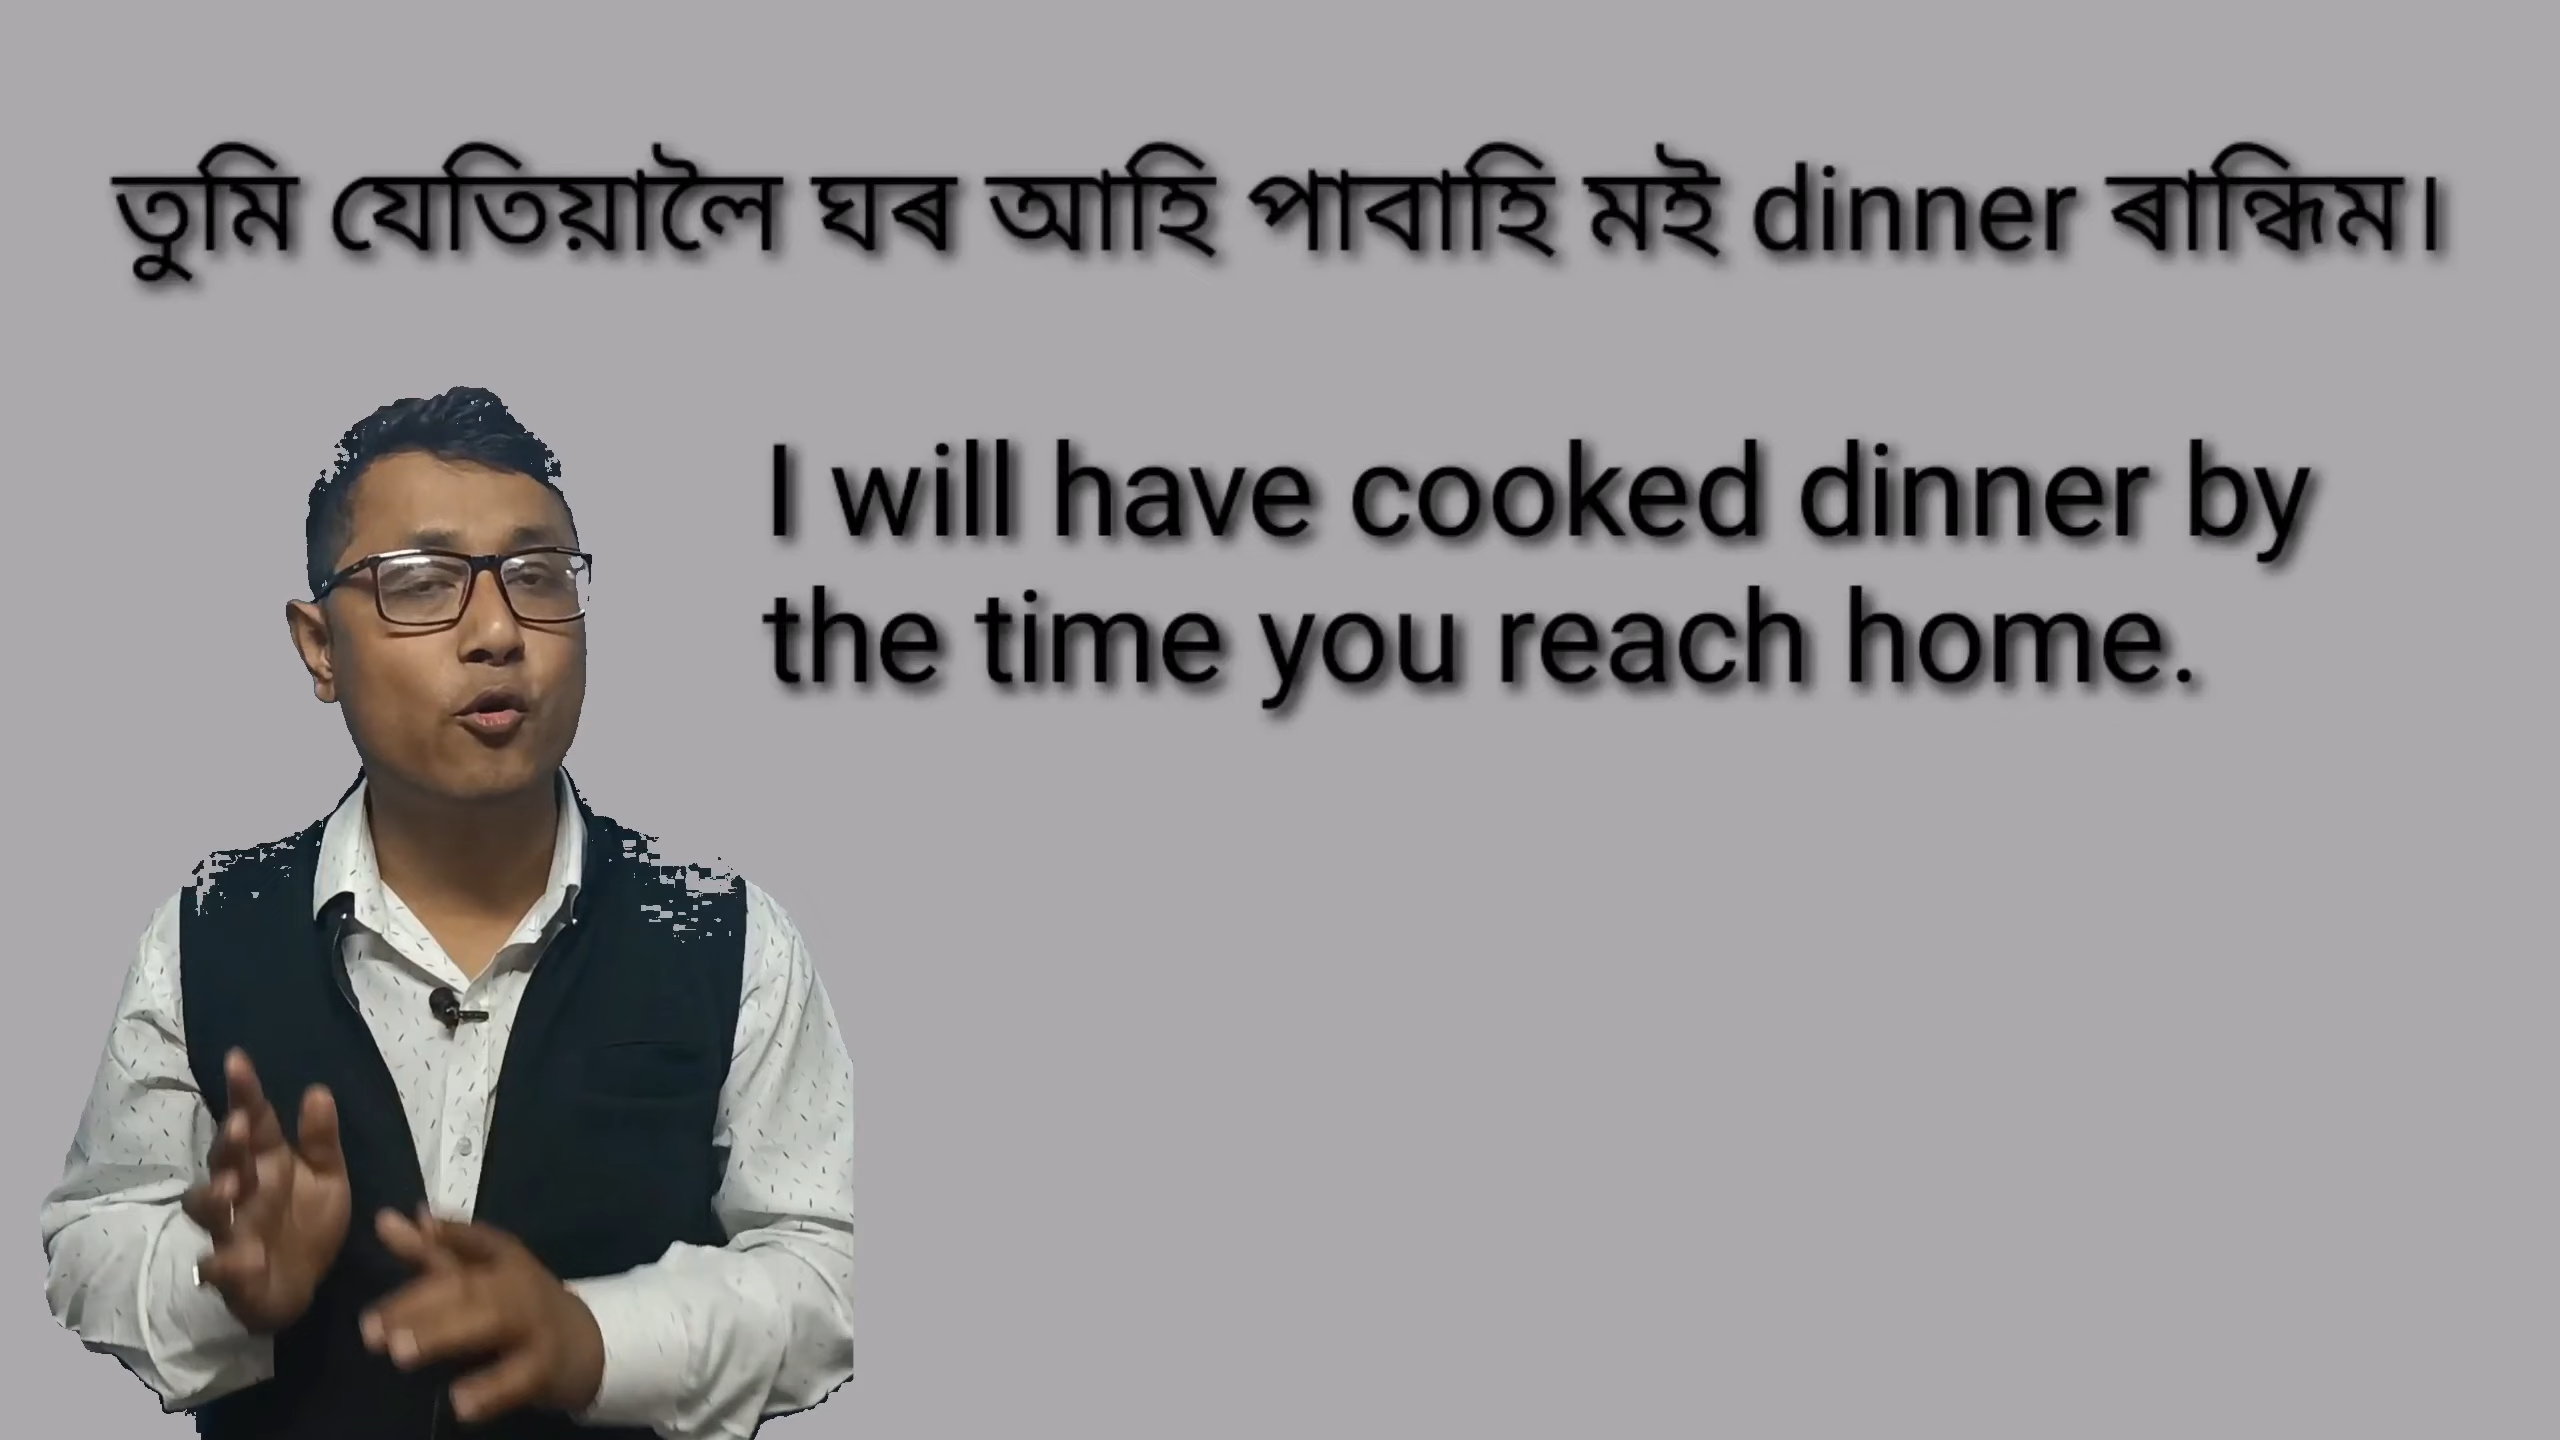 তুমি যেতিয়ালৈ ঘৰ আহি পাবাহি মই dinner ৰান্ধিম।
I will have cooked dinner by
the time you reach home.